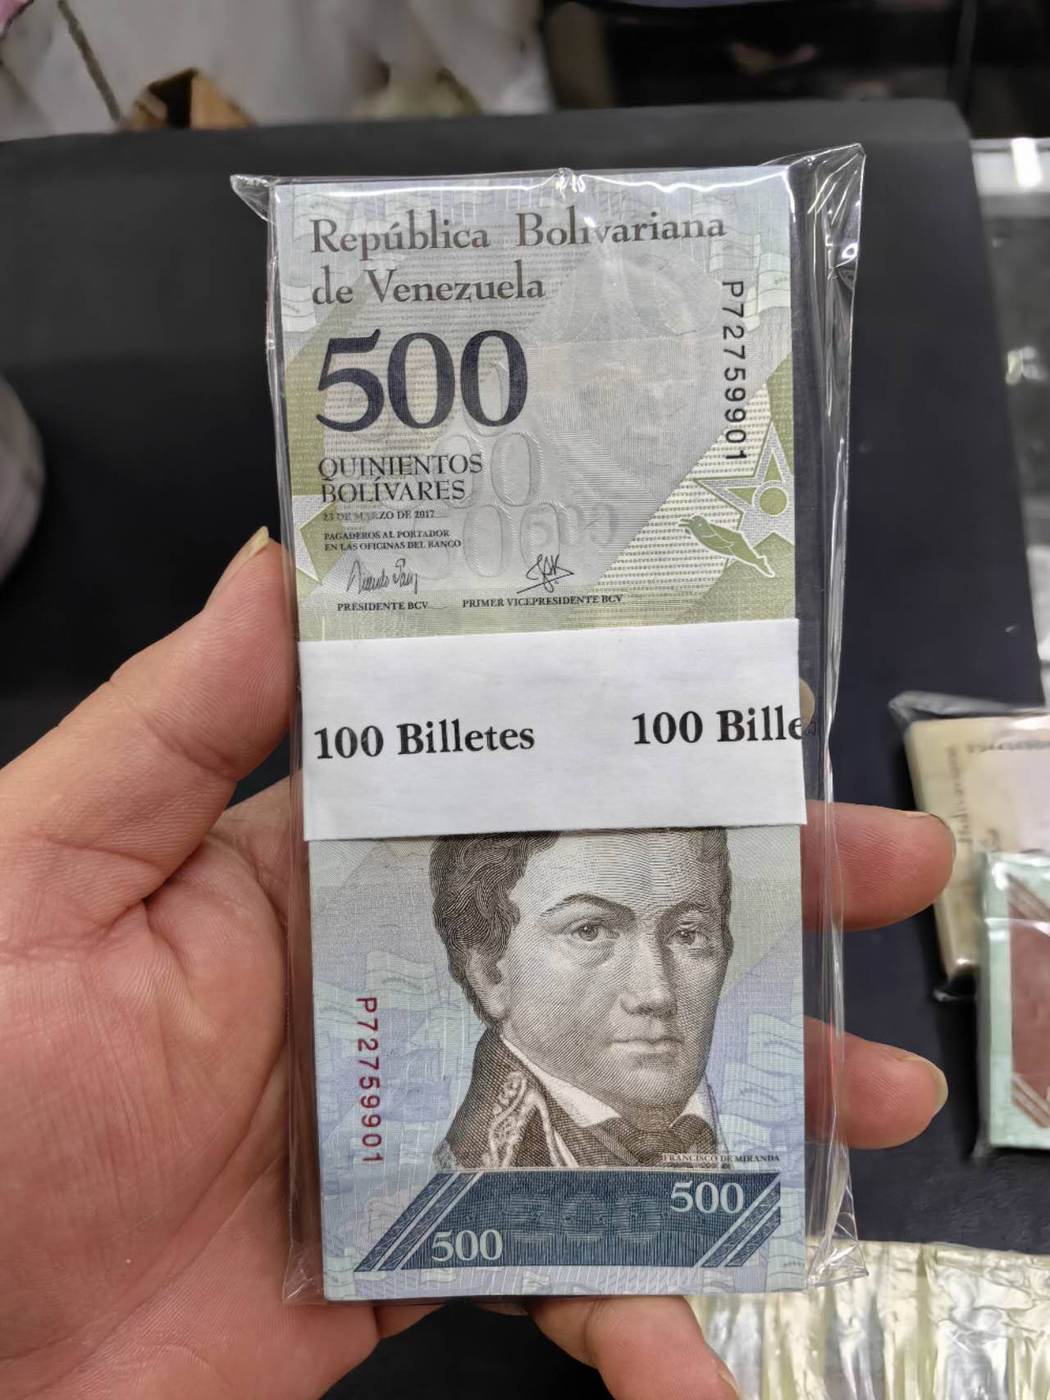 República Bolivariana
de Venezuela
500
QUINIENTOS
BOLÍVARES
23 DE MARZO DE 2017
PAGADEROS AL PORTADOR
EN LAS OFICINAS DEL BANCO
PRESIDENTE BCV
PRIMER VICEPRESIDENTE BCV
P72759901
100 Billetes
100 Bille
P72759901
FRANCISCO DE MIRANDA
500
500